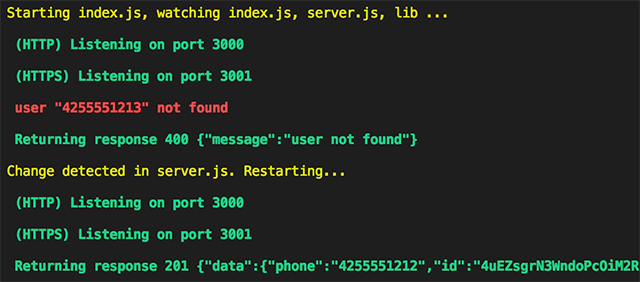 Starting index.js, watching index.js, server.js, lib ...
(HTTP) Listening on port 3000
(HTTPS) Listening on port 3001
user "4255551213" not found
Returning response 400 {"message":"user not found"}
Change detected in server.js. Restarting...
(HTTP) Listening on port 3000
(HTTPS) Listening on port 3001
Returning response 201 {"data":{"phone":"4255551212","id":"4uEZsgrN3WndoPcOiM2R